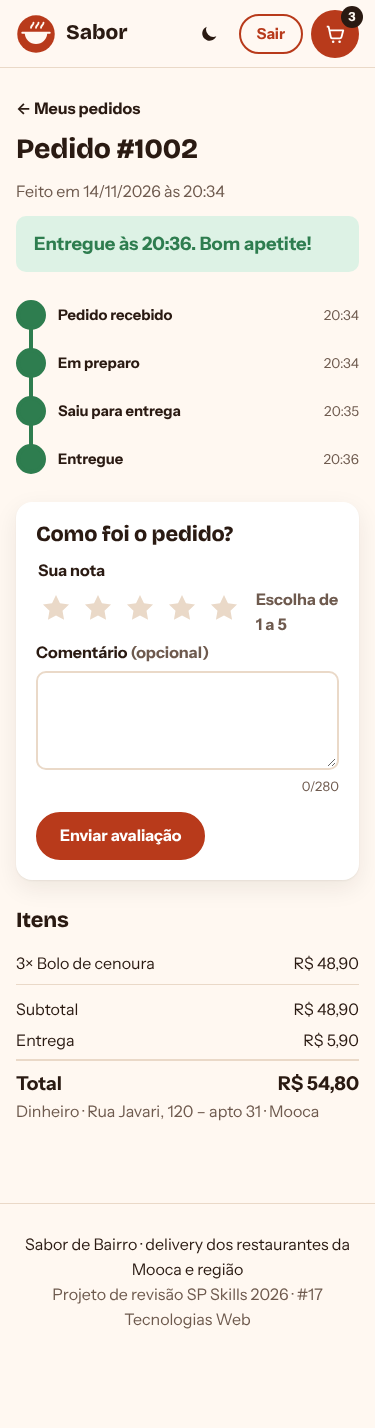 Sabor
Sair
3
← Meus pedidos
Pedido #1002
Feito em 14/11/2026 às 20:34
Entregue às 20:36. Bom apetite!
Pedido recebido 20:34
Em preparo 20:34
Saiu para entrega 20:35
Entregue 20:36
Como foi o pedido?
Sua nota
Escolha de
1 a 5
Comentário (opcional)
0/280
Enviar avaliação
Itens
3× Bolo de cenoura R$ 48,90
Subtotal R$ 48,90
Entrega R$ 5,90
Total R$ 54,80
Dinheiro · Rua Javari, 120 – apto 31 · Mooca
Sabor de Bairro · delivery dos restaurantes da
Mooca e região
Projeto de revisão SP Skills 2026 · #17
Tecnologias Web